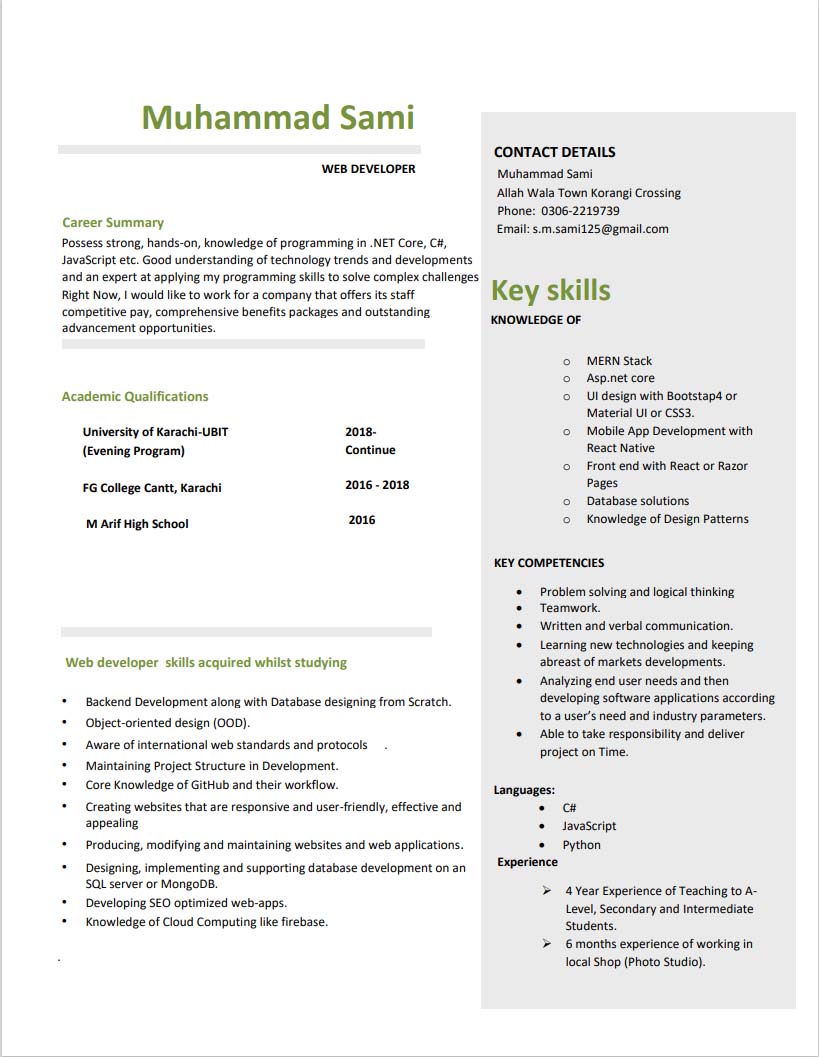 Muhammad Sami
WEB DEVELOPER
Career Summary
Possess strong, hands-on, knowledge of programming in .NET Core, C#,
JavaScript etc. Good understanding of technology trends and developments
and an expert at applying my programming skills to solve complex challenges
Right Now, I would like to work for a company that offers its staff
competitive pay, comprehensive benefits packages and outstanding
advancement opportunities.
Academic Qualifications
University of Karachi-UBIT 2018-
(Evening Program) Continue
FG College Cantt, Karachi 2016 - 2018
M Arif High School 2016
Web developer skills acquired whilst studying
• Backend Development along with Database designing from Scratch.
• Object-oriented design (OOD).
• Aware of international web standards and protocols .
• Maintaining Project Structure in Development.
• Core Knowledge of GitHub and their workflow.
• Creating websites that are responsive and user-friendly, effective and
appealing
• Producing, modifying and maintaining websites and web applications.
• Designing, implementing and supporting database development on an
SQL server or MongoDB.
• Developing SEO optimized web-apps.
• Knowledge of Cloud Computing like firebase.
.
CONTACT DETAILS
Muhammad Sami
Allah Wala Town Korangi Crossing
Phone: 0306-2219739
Email: s.m.sami125@gmail.com
Key skills
KNOWLEDGE OF
o MERN Stack
o Asp.net core
o UI design with Bootstap4 or
Material UI or CSS3.
o Mobile App Development with
React Native
o Front end with React or Razor
Pages
o Database solutions
o Knowledge of Design Patterns
KEY COMPETENCIES
• Problem solving and logical thinking
• Teamwork.
• Written and verbal communication.
• Learning new technologies and keeping
abreast of markets developments.
• Analyzing end user needs and then
developing software applications according
to a user’s need and industry parameters.
• Able to take responsibility and deliver
project on Time.
Languages:
• C#
• JavaScript
• Python
Experience
➢ 4 Year Experience of Teaching to A-
Level, Secondary and Intermediate
Students.
➢ 6 months experience of working in
local Shop (Photo Studio).